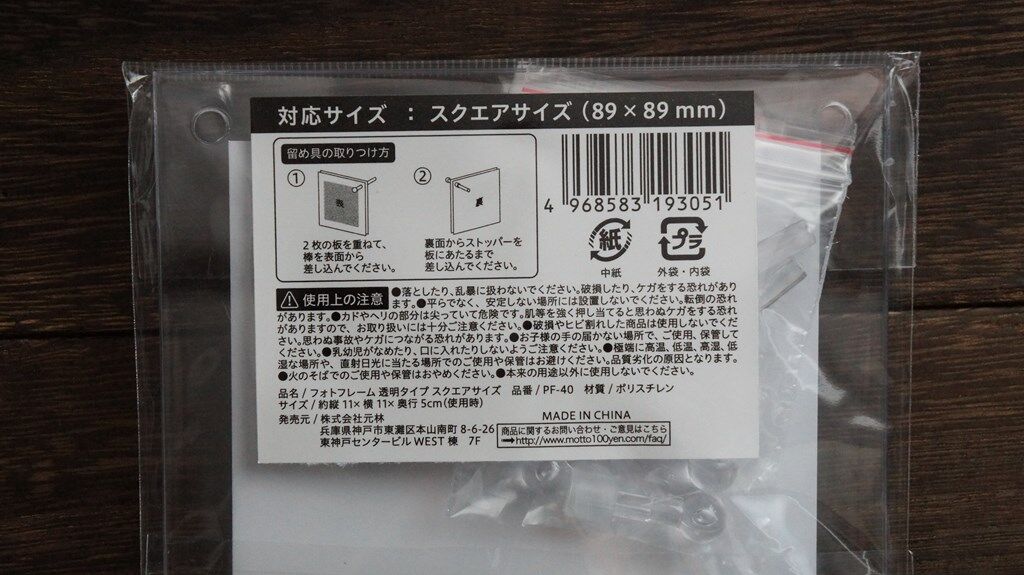 対応サイズ : スクエアサイズ (89×89mm)
留め具の取りつけ方
①
表
2枚の板を重ねて、
棒を表面から
差し込んでください。
②
裏
裏面からストッパーを
板にあたるまで
差し込んでください。
4 968583 193051
紙
中紙
プラ
外袋・内袋
使用上の注意 ●落としたり、乱暴に扱わないでください。破損したり、ケガをする恐れがあり
ます。●平らでなく、安定しない場所には設置しないでください。転倒の恐れ
があります。●カドやヘリの部分は尖っていて危険です。肌等を強く押し当てると思わぬケガをする恐れ
がありますので、お取り扱いには十分ご注意ください。●破損やヒビ割れした商品は使用しないでくだ
さい。思わぬ事故やケガにつながる恐れがあります。●お子様の手の届かない場所で、ご使用、保管して
ください。●乳幼児がなめたり、口に入れたりしないようご注意ください。●極端に高温、低温、高湿、低
湿な場所や、直射日光に当たる場所でのご使用や保管はお避けください。品質劣化の原因となります。
●火のそばでのご使用や保管はおやめください。●本来の用途以外に使用しないでください。
品名/フォトフレーム 透明タイプ スクエアサイズ 品番/PF-40 材質/ポリスチレン
サイズ/約縦11×横11×奥行5cm(使用時)
発売元/株式会社元林
兵庫県神戸市東灘区本山南町8-6-26
東神戸センタービル WEST棟 7F
MADE IN CHINA
商品に関するお問い合わせ・ご意見はこちら
➡http://www.motto100yen.com/faq/